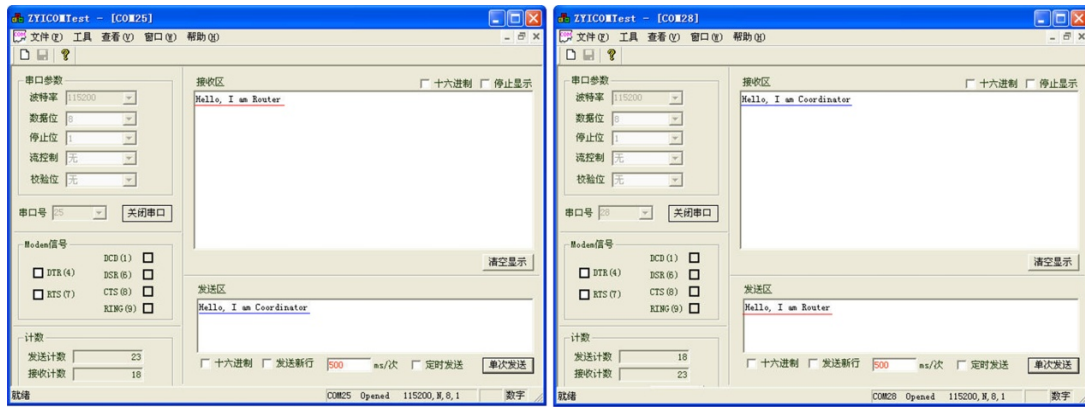 ZYICOMTest - [COM25]
文件(F) 工具 查看(V) 窗口(W) 帮助(H)
串口参数
波特率 115200
数据位 8
停止位 1
流控制 无
校验位 无
串口号 25 关闭串口
Modem信号
DCD(1)
DTR(4) DSR(6)
RTS(7) CTS(8)
RING(9)
计数
发送计数 23
接收计数 18
接收区 十六进制 停止显示
Hello, I am Router
清空显示
发送区
Hello, I am Coordinator
十六进制 发送新行 500 ms/次 定时发送 单次发送
就绪 COM25 Opened 115200,N,8,1 数字
ZYICOMTest - [COM28]
文件(F) 工具 查看(V) 窗口(W) 帮助(H)
串口参数
波特率 115200
数据位 8
停止位 1
流控制 无
校验位 无
串口号 28 关闭串口
Modem信号
DCD(1)
DTR(4) DSR(6)
RTS(7) CTS(8)
RING(9)
计数
发送计数 18
接收计数 23
接收区 十六进制 停止显示
Hello, I am Coordinator
清空显示
发送区
Hello, I am Router
十六进制 发送新行 500 ms/次 定时发送 单次发送
就绪 COM28 Opened 115200,N,8,1 数字